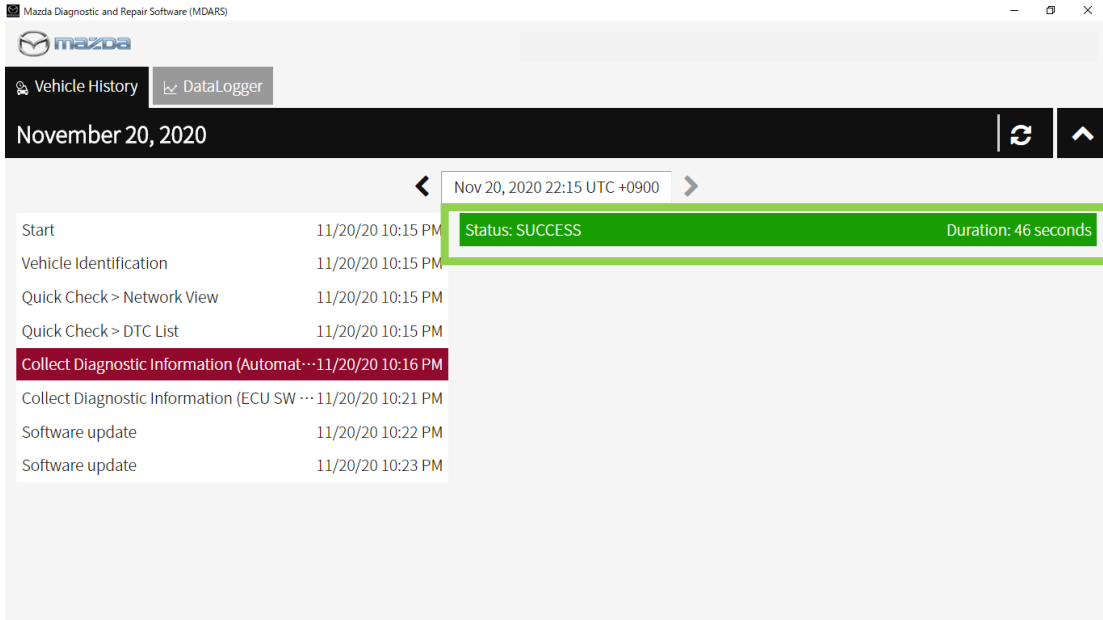 Mazda Diagnostic and Repair Software (MDARS)
mazda
Vehicle History DataLogger
November 20, 2020
Nov 20, 2020 22:15 UTC +0900
Start 11/20/20 10:15 PM
Status: SUCCESS Duration: 46 seconds
Vehicle Identification 11/20/20 10:15 PM
Quick Check > Network View 11/20/20 10:15 PM
Quick Check > DTC List 11/20/20 10:15 PM
Collect Diagnostic Information (Automat⋯11/20/20 10:16 PM
Collect Diagnostic Information (ECU SW ⋯11/20/20 10:21 PM
Software update 11/20/20 10:22 PM
Software update 11/20/20 10:23 PM